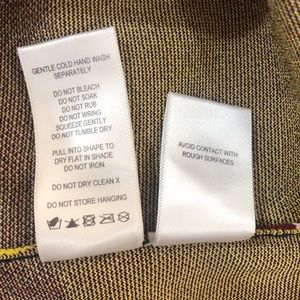 GENTLE COLD HAND WASH
SEPARATELY
DO NOT BLEACH
DO NOT SOAK
DO NOT RUB
DO NOT WRING
SQUEEZE GENTLY
DO NOT TUMBLE DRY
PULL INTO SHAPE TO
DRY FLAT IN SHADE
DO NOT IRON
DO NOT DRY CLEAN X
DO NOT STORE HANGING
AVOID CONTACT WITH
ROUGH SURFACES